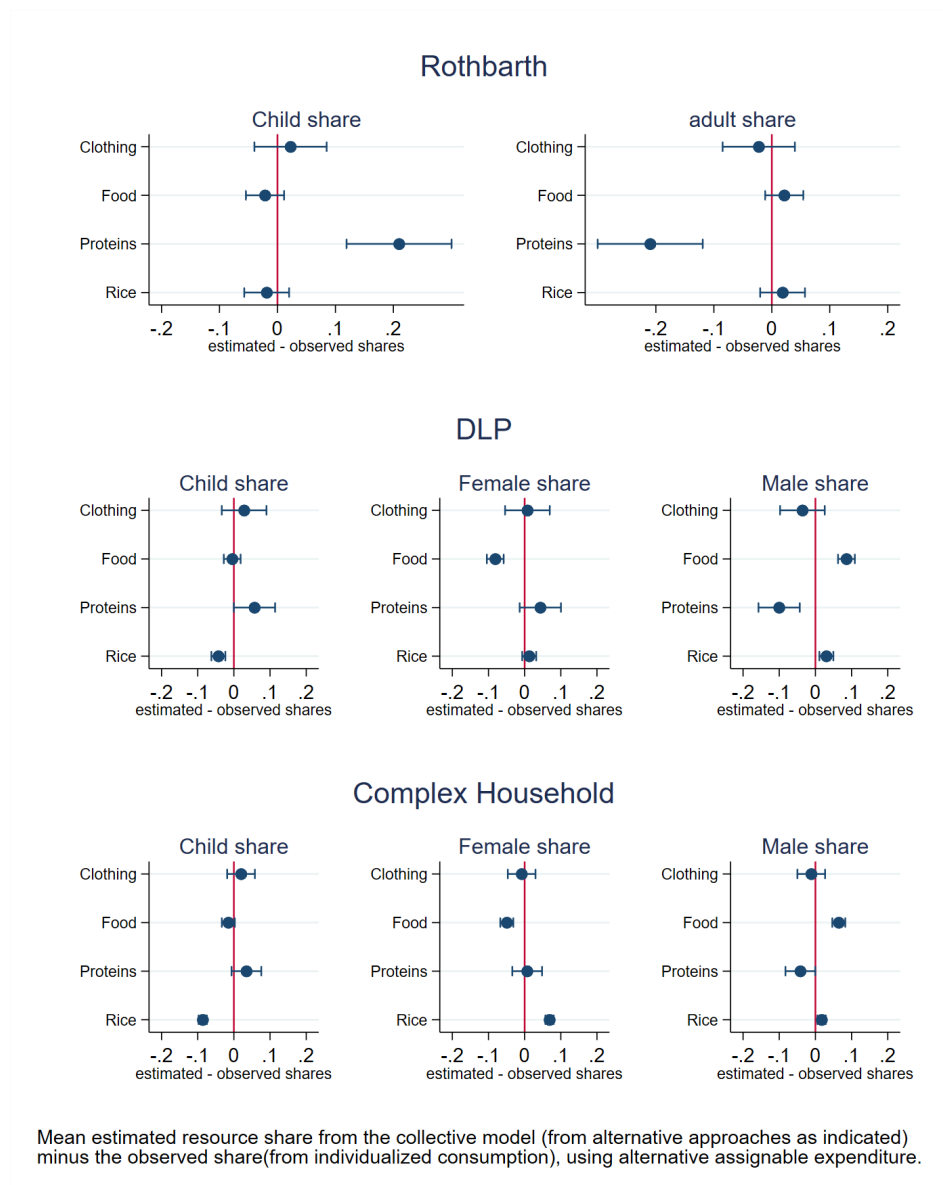 Rothbarth
Child share
Clothing
Food
Proteins
Rice
-.2 -.1 0 .1 .2
estimated - observed shares
adult share
Clothing
Food
Proteins
Rice
-.2 -.1 0 .1 .2
estimated - observed shares
DLP
Child share
Clothing
Food
Proteins
Rice
-.2 -.1 0 .1 .2
estimated - observed shares
Female share
Clothing
Food
Proteins
Rice
-.2 -.1 0 .1 .2
estimated - observed shares
Male share
Clothing
Food
Proteins
Rice
-.2 -.1 0 .1 .2
estimated - observed shares
Complex Household
Child share
Clothing
Food
Proteins
Rice
-.2 -.1 0 .1 .2
estimated - observed shares
Female share
Clothing
Food
Proteins
Rice
-.2 -.1 0 .1 .2
estimated - observed shares
Male share
Clothing
Food
Proteins
Rice
-.2 -.1 0 .1 .2
estimated - observed shares
Mean estimated resource share from the collective model (from alternative approaches as indicated)
minus the observed share(from individualized consumption), using alternative assignable expenditure.